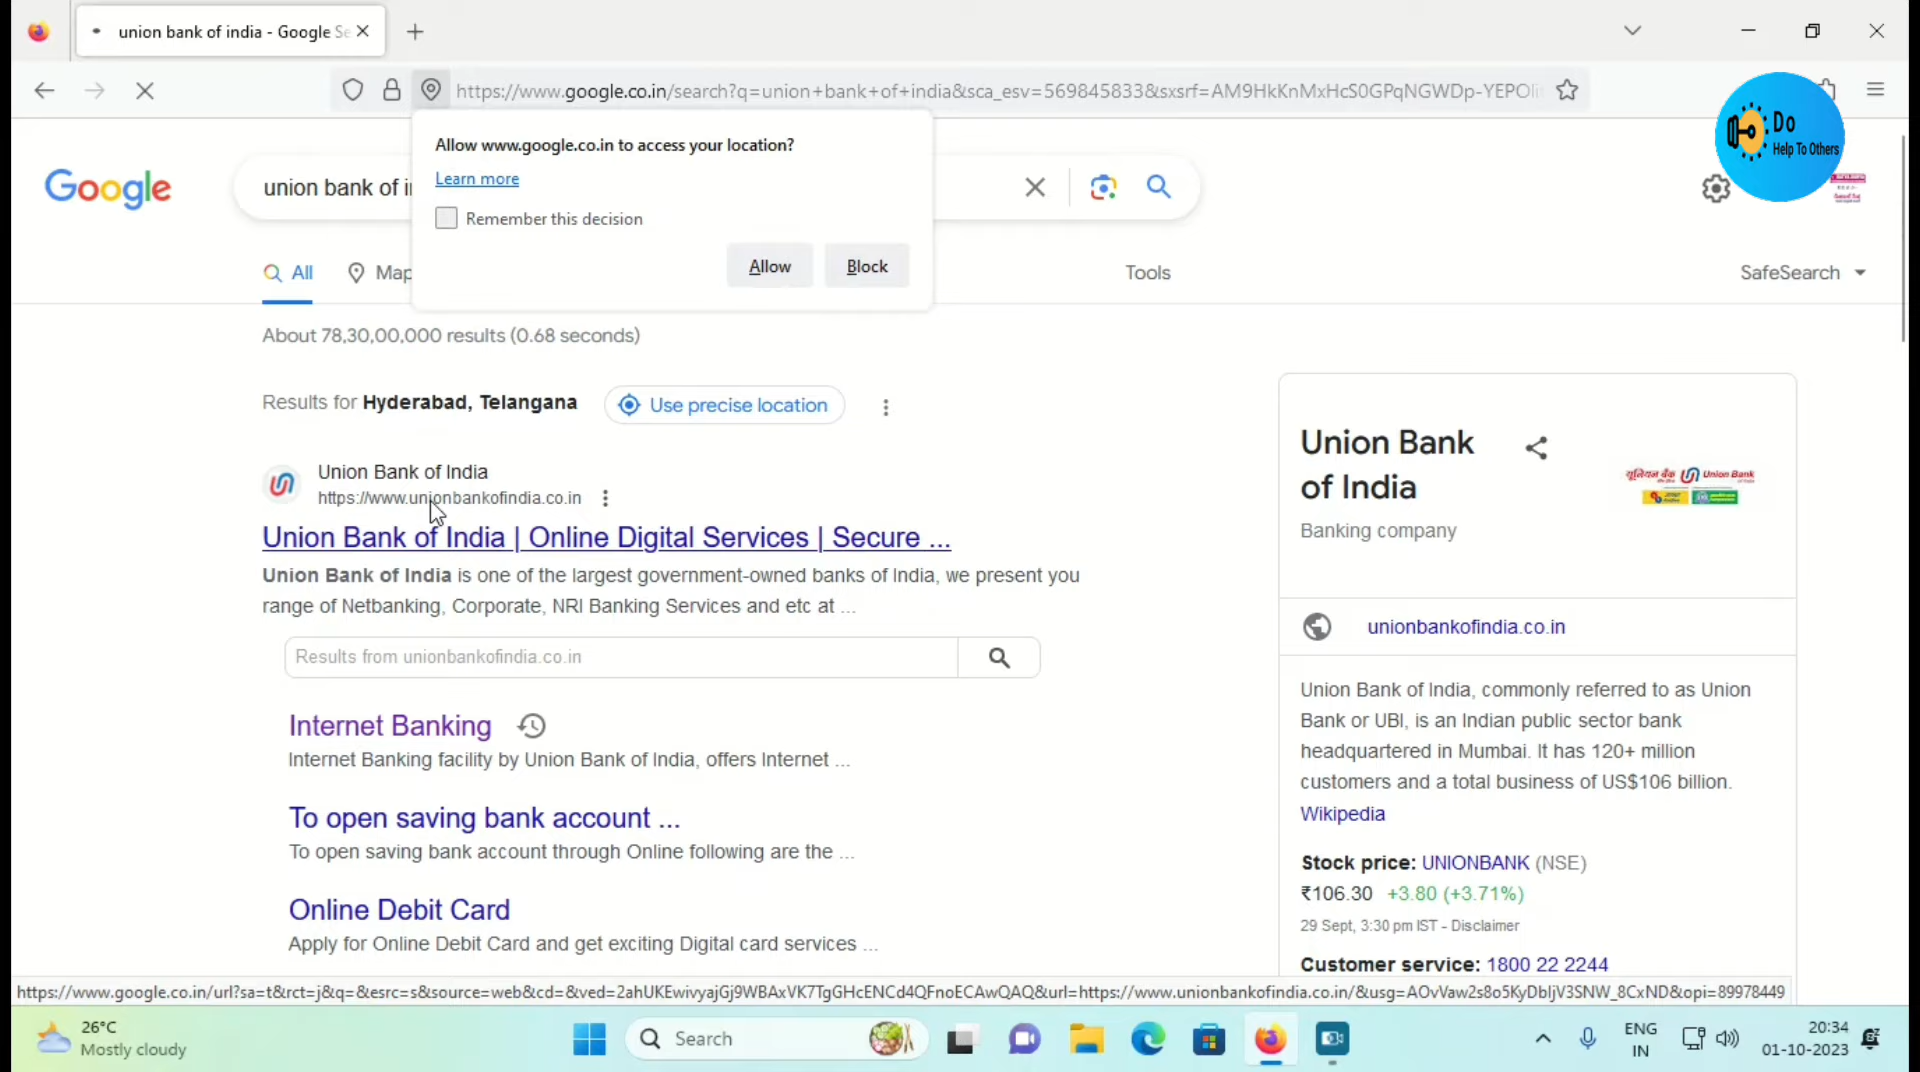 union bank of india - Google Se
https://www.google.co.in/search?q=union+bank+of+india&sca_esv=569845833&sxsrf=AM9HkKnMxHcS0GPqNGWDp-YEPOli
Do
Help To Others
Allow www.google.co.in to access your location?
Learn more
Remember this decision
Allow
Block
Google
union bank of in
All
Map
Tools
SafeSearch
About 78,30,00,000 results (0.68 seconds)
Results for Hyderabad, Telangana
Use precise location
Union Bank of India
https://www.unionbankofindia.co.in
Union Bank of India | Online Digital Services | Secure ...
Union Bank of India is one of the largest government-owned banks of India, we present you
range of Netbanking, Corporate, NRI Banking Services and etc at ...
Results from unionbankofindia.co.in
Internet Banking
Internet Banking facility by Union Bank of India, offers Internet ...
To open saving bank account ...
To open saving bank account through Online following are the ...
Online Debit Card
Apply for Online Debit Card and get exciting Digital card services ...
Union Bank
of India
Banking company
यूनियन बैंक Union Bank
unionbankofindia.co.in
Union Bank of India, commonly referred to as Union
Bank or UBI, is an Indian public sector bank
headquartered in Mumbai. It has 120+ million
customers and a total business of US$106 billion.
Wikipedia
Stock price: UNIONBANK (NSE)
₹106.30 +3.80 (+3.71%)
29 Sept, 3:30 pm IST - Disclaimer
Customer service: 1800 22 2244
https://www.google.co.in/url?sa=t&rct=j&q=&esrc=s&source=web&cd=&ved=2ahUKEwivyajGj9WBAxVK7TgGHcENCd4QFnoECAwQAQ&url=https://www.unionbankofindia.co.in/&usg=AOvVaw2s8o5KyDbljV3SNW_8CxND&opi=89978449
26°C
Mostly cloudy
Search
ENG
IN
20:34
01-10-2023